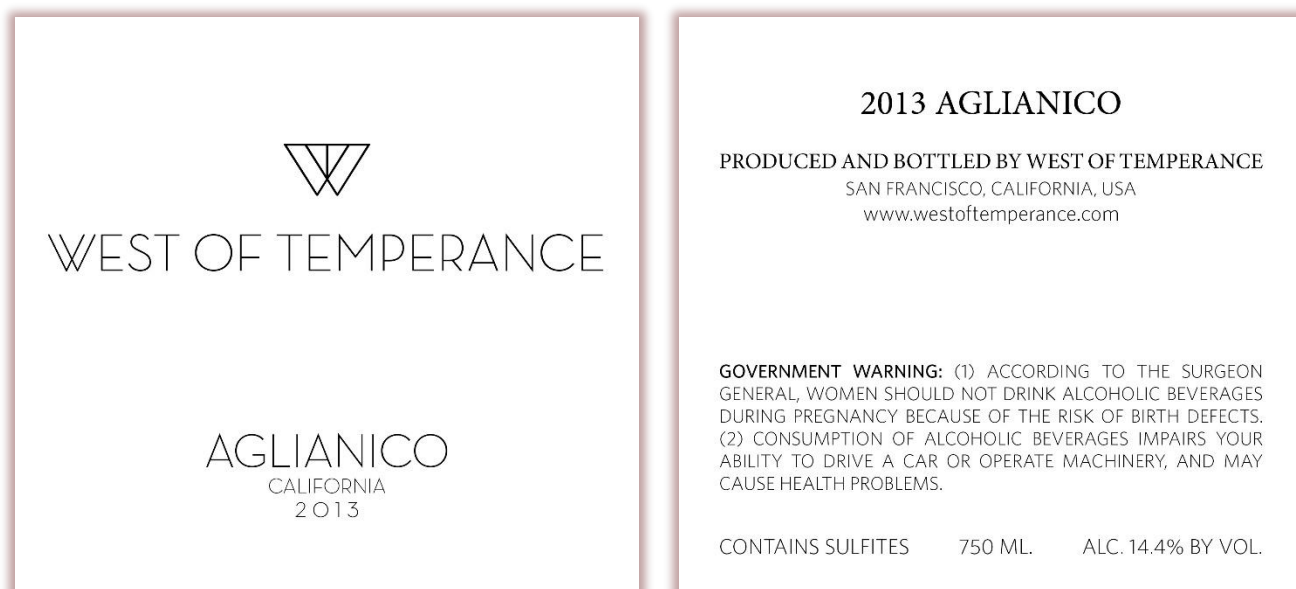 WEST OF TEMPERANCE
AGLIANICO
CALIFORNIA
2013
2013 AGLIANICO
PRODUCED AND BOTTLED BY WEST OF TEMPERANCE
SAN FRANCISCO, CALIFORNIA, USA
www.westoftemperance.com
GOVERNMENT WARNING: (1) ACCORDING TO THE SURGEON
GENERAL, WOMEN SHOULD NOT DRINK ALCOHOLIC BEVERAGES
DURING PREGNANCY BECAUSE OF THE RISK OF BIRTH DEFECTS.
(2) CONSUMPTION OF ALCOHOLIC BEVERAGES IMPAIRS YOUR
ABILITY TO DRIVE A CAR OR OPERATE MACHINERY, AND MAY
CAUSE HEALTH PROBLEMS.
CONTAINS SULFITES 750 ML. ALC. 14.4% BY VOL.